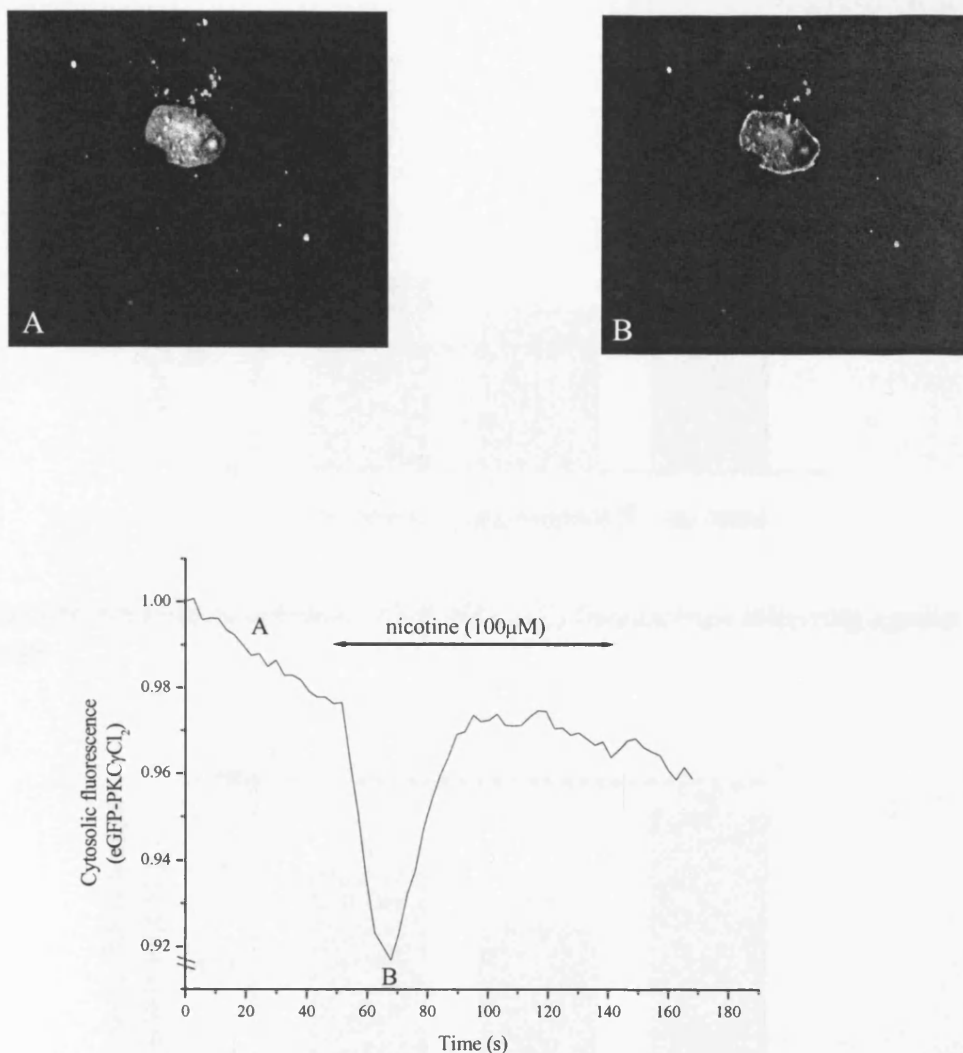 A
B
nicotine (100μM)
A
B
Cytosolic fluorescence
(eGFP-PKCγCl₂)
1.00
0.98
0.96
0.94
0.92
0 20 40 60 80 100 120 140 160 180
Time (s)